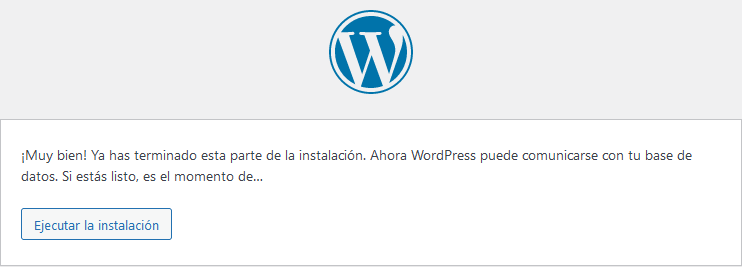 ¡Muy bien! Ya has terminado esta parte de la instalación. Ahora WordPress puede comunicarse con tu base de
datos. Si estás listo, es el momento de…
Ejecutar la instalación